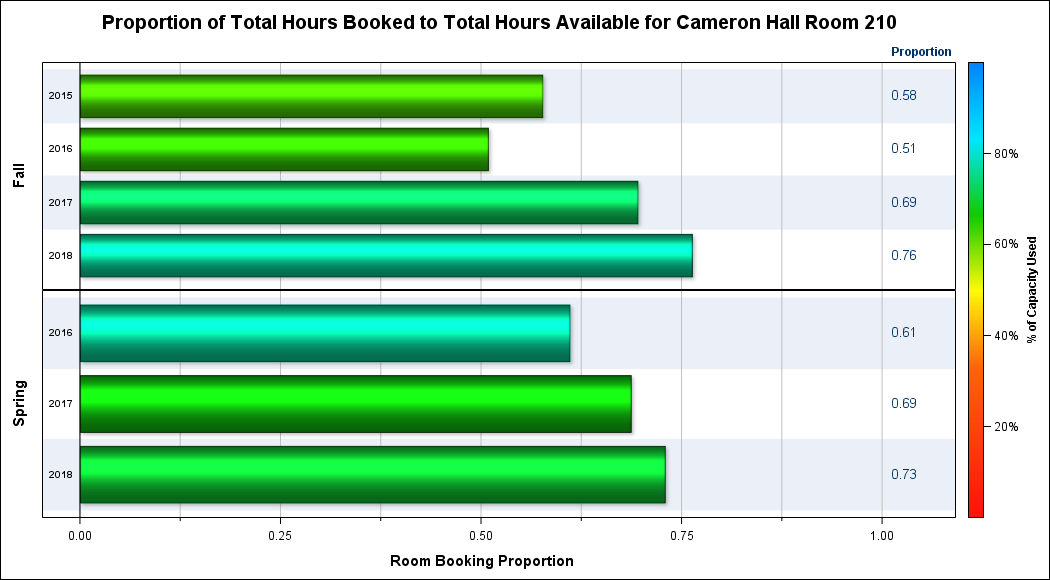 Proportion of Total Hours Booked to Total Hours Available for Cameron Hall Room 210
Proportion
Fall
2015 0.58
2016 0.51
2017 0.69
2018 0.76
Spring
2016 0.61
2017 0.69
2018 0.73
0.00 0.25 0.50 0.75 1.00
Room Booking Proportion
80%
60%
40%
20%
% of Capacity Used